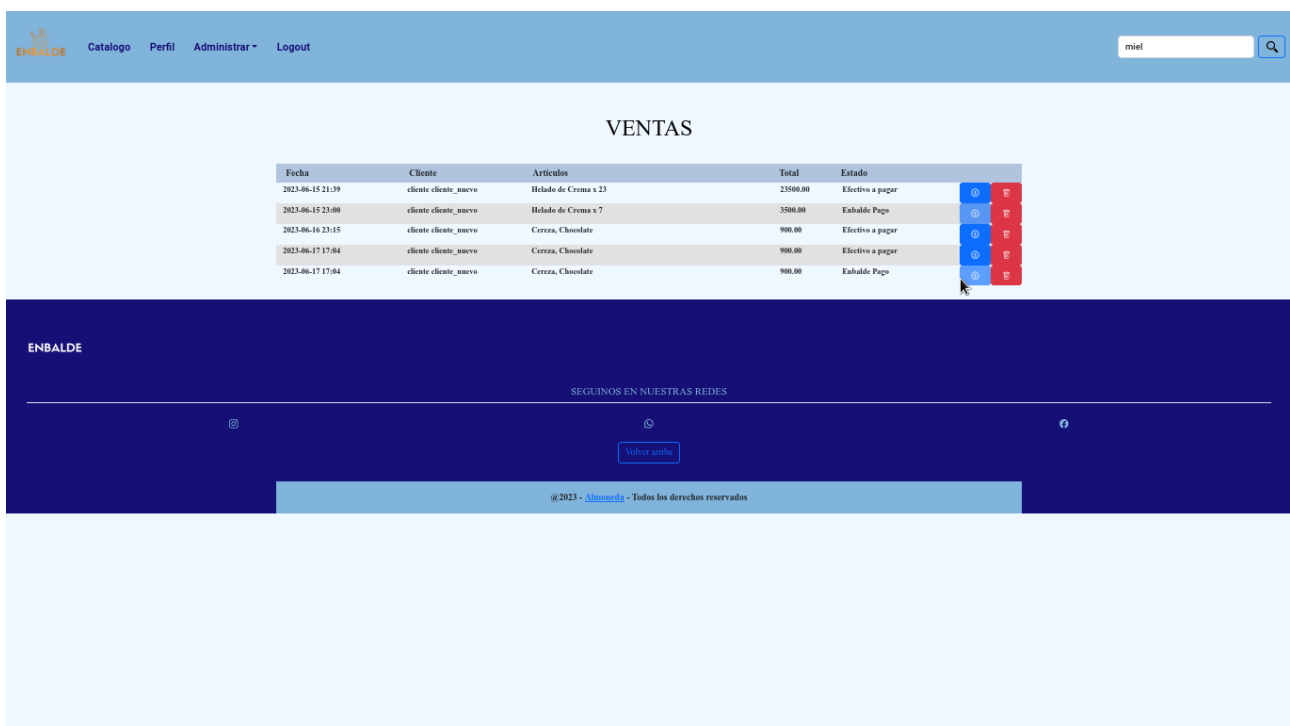 ENBALDE Catalogo Perfil Administrar Logout miel
VENTAS
Fecha Cliente Artículos Total Estado
2023-06-15 21:39 cliente cliente_nuevo Helado de Crema x 23 23500.00 Efectivo a pagar
2023-06-15 23:00 cliente cliente_nuevo Helado de Crema x 7 3500.00 Enbalde Pago
2023-06-16 23:15 cliente cliente_nuevo Cereza, Chocolate 900.00 Efectivo a pagar
2023-06-17 17:04 cliente cliente_nuevo Cereza, Chocolate 900.00 Efectivo a pagar
2023-06-17 17:04 cliente cliente_nuevo Cereza, Chocolate 900.00 Enbalde Pago
ENBALDE
SEGUINOS EN NUESTRAS REDES
Volver arriba
@2023 - Almoneda - Todos los derechos reservados